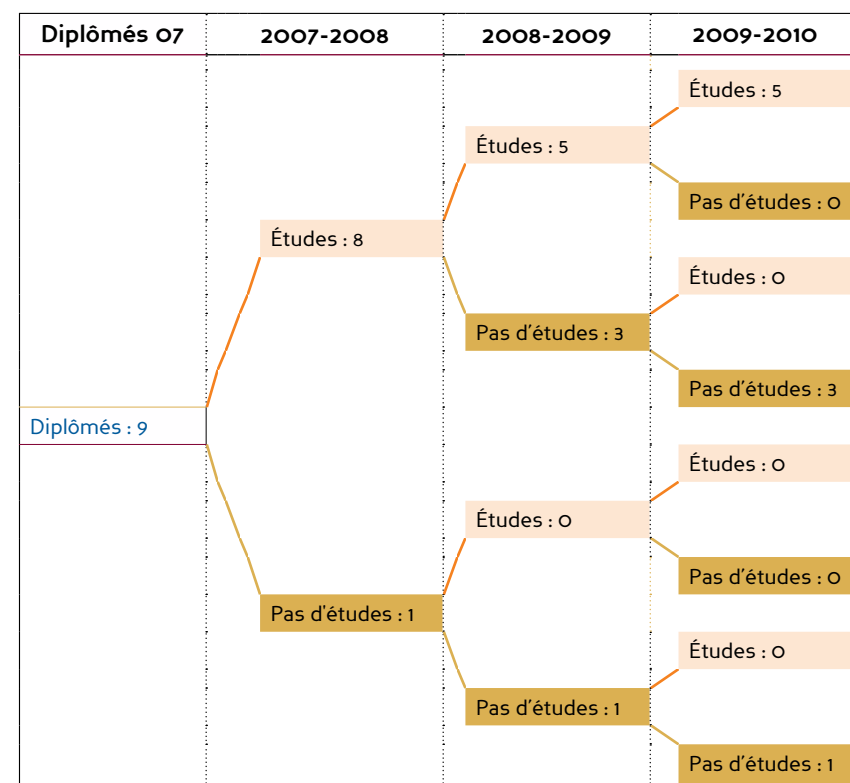 Diplômés 07 2007-2008 2008-2009 2009-2010
Études : 5
Études : 5
Pas d'études : 0
Études : 8
Études : 0
Pas d'études : 3
Pas d'études : 3
Diplômés : 9
Études : 0
Études : 0
Pas d'études : 0
Pas d'études : 1
Études : 0
Pas d'études : 1
Pas d'études : 1